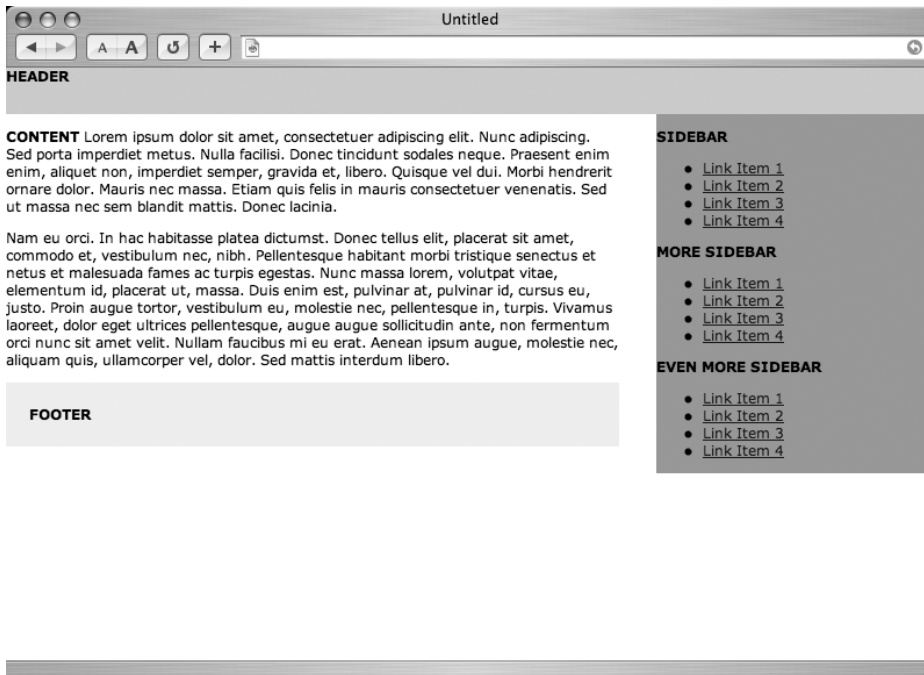 Untitled
A A
HEADER
CONTENT Lorem ipsum dolor sit amet, consectetuer adipiscing elit. Nunc adipiscing.
Sed porta imperdiet metus. Nulla facilisi. Donec tincidunt sodales neque. Praesent enim
enim, aliquet non, imperdiet semper, gravida et, libero. Quisque vel dui. Morbi hendrerit
ornare dolor. Mauris nec massa. Etiam quis felis in mauris consectetuer venenatis. Sed
ut massa nec sem blandit mattis. Donec lacinia.
Nam eu orci. In hac habitasse platea dictumst. Donec tellus elit, placerat sit amet,
commodo et, vestibulum nec, nibh. Pellentesque habitant morbi tristique senectus et
netus et malesuada fames ac turpis egestas. Nunc massa lorem, volutpat vitae,
elementum id, placerat ut, massa. Duis enim est, pulvinar at, pulvinar id, cursus eu,
justo. Proin augue tortor, vestibulum eu, molestie nec, pellentesque in, turpis. Vivamus
laoreet, dolor eget ultrices pellentesque, augue augue sollicitudin ante, non fermentum
orci nunc sit amet velit. Nullam faucibus mi eu erat. Aenean ipsum augue, molestie nec,
aliquam quis, ullamcorper vel, dolor. Sed mattis interdum libero.
FOOTER
SIDEBAR
• Link Item 1
• Link Item 2
• Link Item 3
• Link Item 4
MORE SIDEBAR
• Link Item 1
• Link Item 2
• Link Item 3
• Link Item 4
EVEN MORE SIDEBAR
• Link Item 1
• Link Item 2
• Link Item 3
• Link Item 4